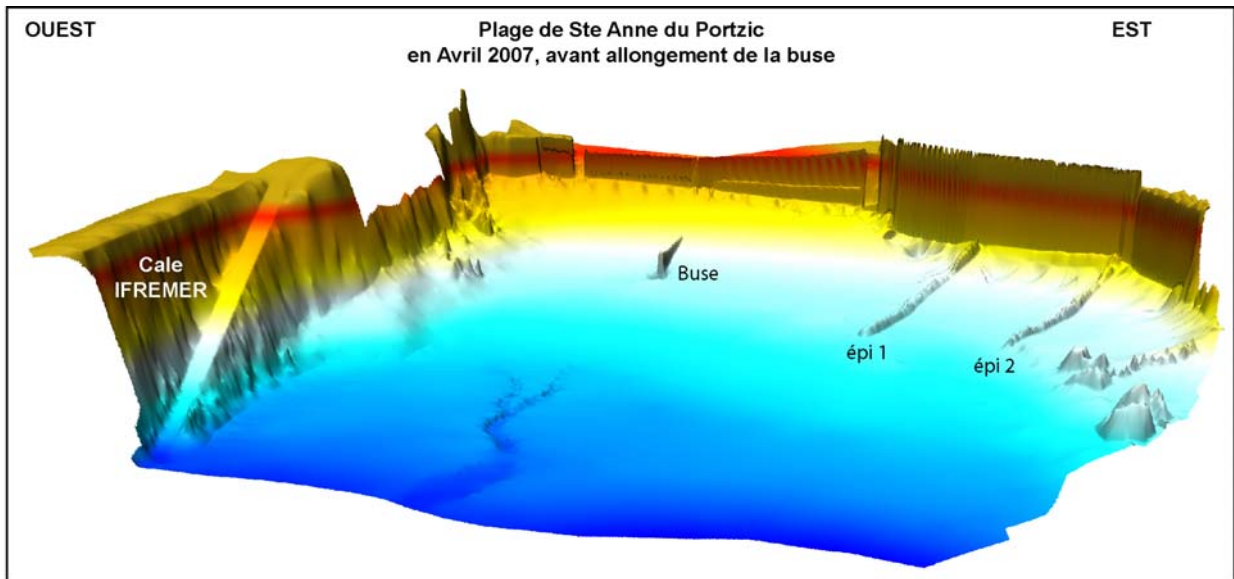 OUEST
Plage de Ste Anne du Portzic
en Avril 2007, avant allongement de la buse
EST
Cale
IFREMER
Buse
épi 1
épi 2